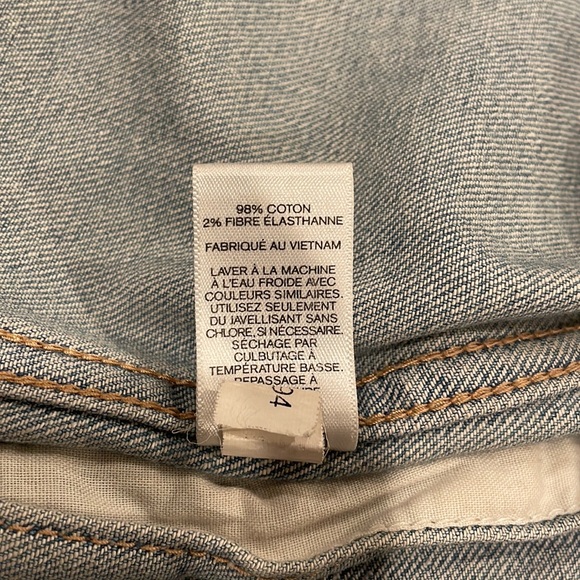 98% COTON
2% FIBRE ÉLASTHANNE
FABRIQUÉ AU VIETNAM
LAVER À LA MACHINE
À L'EAU FROIDE AVEC
COULEURS SIMILAIRES.
UTILISEZ SEULEMENT
DU JAVELLISANT SANS
CHLORE, SI NÉCESSAIRE.
SÉCHAGE PAR
CULBUTAGE À
TEMPÉRATURE BASSE.
REPASSAGE À